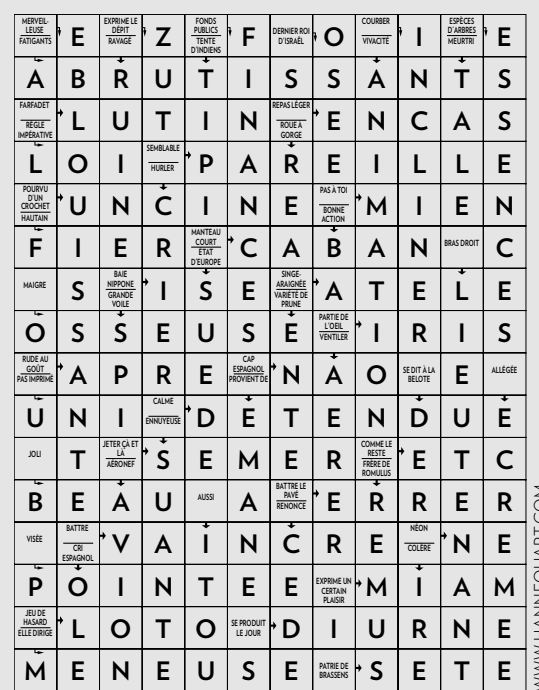 MERVEIL-LEUSE FATIGANTS E EXPRIME LE DÉPIT RAVAGE Z FONDS PUBLICS TENTE D'INDIENS F DERNIER ROI D'ISRAËL O COURBER VIVACITÉ I ESPÈCES D'ARBRES MEURTRI E
A B R U T I S S A N T S
FARFADET RÈGLE IMPÉRATIVE L U T I N REPAS LÉGER ROUE À GORGE E N C A S
L O I SEMBLABLE HURLER P A R E I L L E
POURVU D'UN CROCHET HAUTAIN U N C I N E PAS À TOI BONNE ACTION M I E N
F I E R MANTEAU COURT ÉTAT D'EUROPE C A B A N BRAS DROIT C
MAIGRE S BAIE NIPPONE GRANDE VOILE I S E SINGE-ARAIGNÉE VARIÉTÉ DE PRUNE A T E L E
O S S E U S E PARTIE DE L'OEIL VENTILER I R I S
RUDE AU GOÛT PAS IMPRIMÉ A P R E CAP ESPAGNOL PROVIENT DE N A O SE DIT À LA BELOTE E ALLÉGÉE
U N I CALME ENNUYEUSE D E T E N D U E
JOLI T JETER ÇÀ ET LÀ AÉRONEF S E M E R COMME LE RESTE FRÈRE DE ROMULUS E T C
B E A U AUSSI A BATTRE LE PAVÉ RENONCE E R R E R
VISÉE BATTRE CRI ESPAGNOL V A I N C R E NÉON COLÈRE N E
P O I N T E E EXPRIME UN CERTAIN PLAISIR M I A M
JEU DE HASARD ELLE DIRIGE L O T O SE PRODUIT LE JOUR D I U R N E
M E N E U S E PATRIE DE BRASSENS S E T E
WWW.HANNEQUART.COM